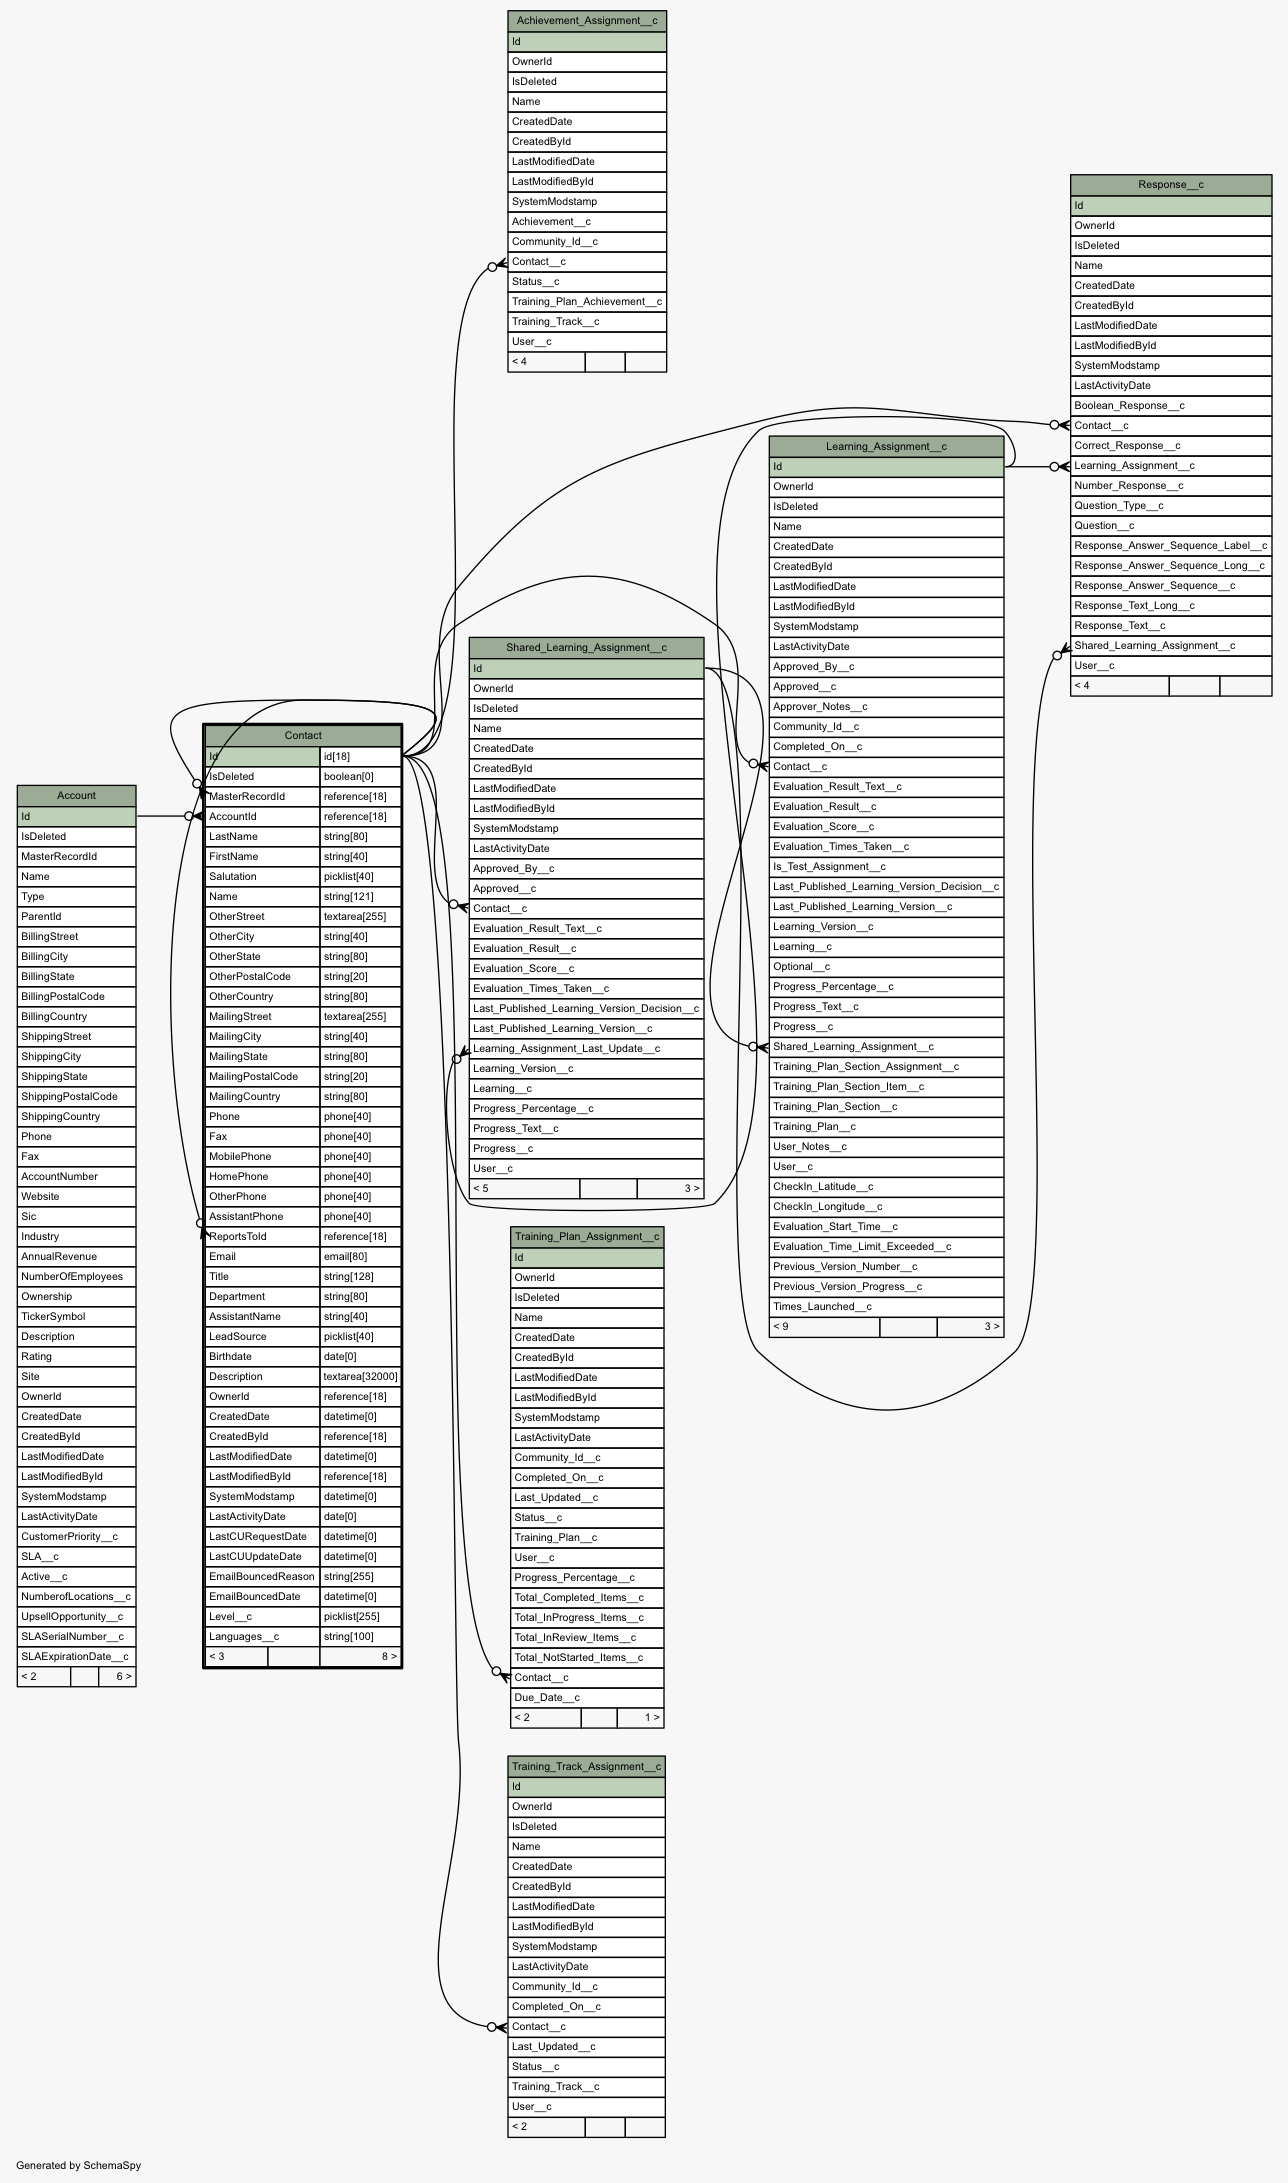 Achievement_Assignment__c
Id
OwnerId
IsDeleted
Name
CreatedDate
CreatedById
LastModifiedDate
LastModifiedById
SystemModstamp
Achievement__c
Community_Id__c
Contact__c
Status__c
Training_Plan_Achievement__c
Training_Track__c
User__c
< 4
Response__c
Id
OwnerId
IsDeleted
Name
CreatedDate
CreatedById
LastModifiedDate
LastModifiedById
SystemModstamp
LastActivityDate
Boolean_Response__c
Contact__c
Correct_Response__c
Learning_Assignment__c
Number_Response__c
Question_Type__c
Question__c
Response_Answer_Sequence_Label__c
Response_Answer_Sequence_Long__c
Response_Answer_Sequence__c
Response_Text_Long__c
Response_Text__c
Shared_Learning_Assignment__c
User__c
< 4
Learning_Assignment__c
Id
OwnerId
IsDeleted
Name
CreatedDate
CreatedById
LastModifiedDate
LastModifiedById
SystemModstamp
LastActivityDate
Approved_By__c
Approved__c
Approver_Notes__c
Community_Id__c
Completed_On__c
Contact__c
Evaluation_Result_Text__c
Evaluation_Result__c
Evaluation_Score__c
Evaluation_Times_Taken__c
Is_Test_Assignment__c
Last_Published_Learning_Version_Decision__c
Last_Published_Learning_Version__c
Learning_Version__c
Learning__c
Optional__c
Progress_Percentage__c
Progress_Text__c
Progress__c
Shared_Learning_Assignment__c
Training_Plan_Section_Assignment__c
Training_Plan_Section_Item__c
Training_Plan_Section__c
Training_Plan__c
User_Notes__c
User__c
CheckIn_Latitude__c
CheckIn_Longitude__c
Evaluation_Start_Time__c
Evaluation_Time_Limit_Exceeded__c
Previous_Version_Number__c
Previous_Version_Progress__c
Times_Launched__c
< 9 3 >
Shared_Learning_Assignment__c
Id
OwnerId
IsDeleted
Name
CreatedDate
CreatedById
LastModifiedDate
LastModifiedById
SystemModstamp
LastActivityDate
Approved_By__c
Approved__c
Contact__c
Evaluation_Result_Text__c
Evaluation_Result__c
Evaluation_Score__c
Evaluation_Times_Taken__c
Last_Published_Learning_Version_Decision__c
Last_Published_Learning_Version__c
Learning_Assignment_Last_Update__c
Learning_Version__c
Learning__c
Progress_Percentage__c
Progress_Text__c
Progress__c
User__c
< 5 3 >
Contact
Id id[18]
IsDeleted boolean[0]
MasterRecordId reference[18]
AccountId reference[18]
LastName string[80]
FirstName string[40]
Salutation picklist[40]
Name string[121]
OtherStreet textarea[255]
OtherCity string[40]
OtherState string[80]
OtherPostalCode string[20]
OtherCountry string[80]
MailingStreet textarea[255]
MailingCity string[40]
MailingState string[80]
MailingPostalCode string[20]
MailingCountry string[80]
Phone phone[40]
Fax phone[40]
MobilePhone phone[40]
HomePhone phone[40]
OtherPhone phone[40]
AssistantPhone phone[40]
ReportsToId reference[18]
Email email[80]
Title string[128]
Department string[80]
AssistantName string[40]
LeadSource picklist[40]
Birthdate date[0]
Description textarea[32000]
OwnerId reference[18]
CreatedDate datetime[0]
CreatedById reference[18]
LastModifiedDate datetime[0]
LastModifiedById reference[18]
SystemModstamp datetime[0]
LastActivityDate date[0]
LastCURequestDate datetime[0]
LastCUUpdateDate datetime[0]
EmailBouncedReason string[255]
EmailBouncedDate datetime[0]
Level__c picklist[255]
Languages__c string[100]
< 3 8 >
Account
Id
IsDeleted
MasterRecordId
Name
Type
ParentId
BillingStreet
BillingCity
BillingState
BillingPostalCode
BillingCountry
ShippingStreet
ShippingCity
ShippingState
ShippingPostalCode
ShippingCountry
Phone
Fax
AccountNumber
Website
Sic
Industry
AnnualRevenue
NumberOfEmployees
Ownership
TickerSymbol
Description
Rating
Site
OwnerId
CreatedDate
CreatedById
LastModifiedDate
LastModifiedById
SystemModstamp
LastActivityDate
CustomerPriority__c
SLA__c
Active__c
NumberofLocations__c
UpsellOpportunity__c
SLASerialNumber__c
SLAExpirationDate__c
< 2 6 >
Training_Plan_Assignment__c
Id
OwnerId
IsDeleted
Name
CreatedDate
CreatedById
LastModifiedDate
LastModifiedById
SystemModstamp
LastActivityDate
Community_Id__c
Completed_On__c
Last_Updated__c
Status__c
Training_Plan__c
User__c
Progress_Percentage__c
Total_Completed_Items__c
Total_InProgress_Items__c
Total_InReview_Items__c
Total_NotStarted_Items__c
Contact__c
Due_Date__c
< 2 1 >
Training_Track_Assignment__c
Id
OwnerId
IsDeleted
Name
CreatedDate
CreatedById
LastModifiedDate
LastModifiedById
SystemModstamp
LastActivityDate
Community_Id__c
Completed_On__c
Contact__c
Last_Updated__c
Status__c
Training_Track__c
User__c
< 2
Generated by SchemaSpy